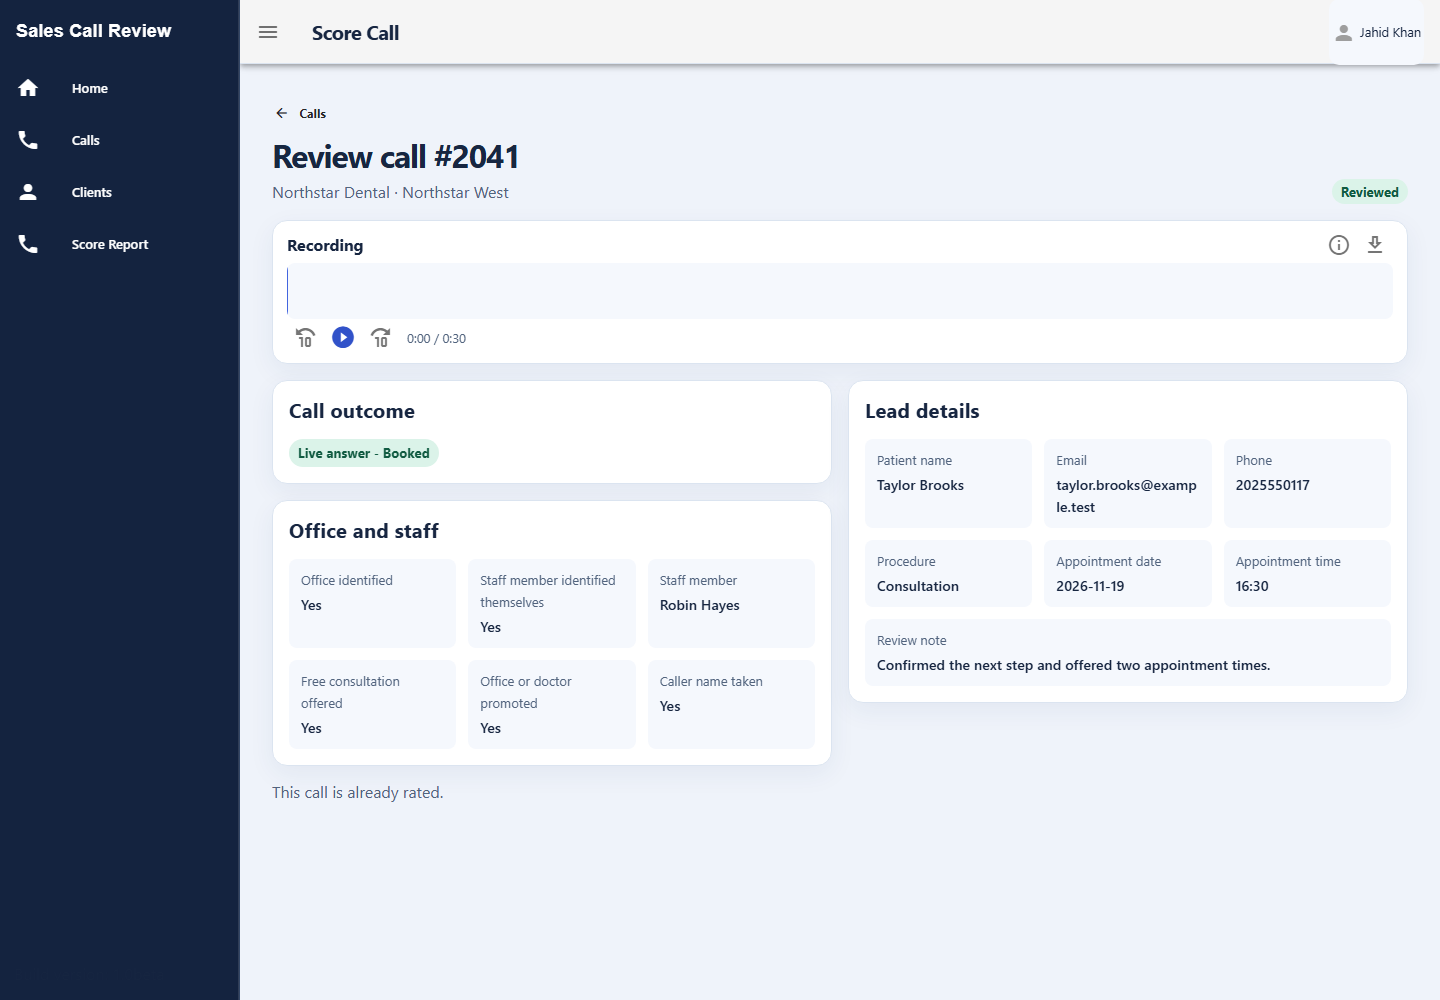 Sales Call Review
Home
Calls
Clients
Score Report
Score Call
Jahid Khan
Calls
Review call #2041
Northstar Dental · Northstar West
Reviewed
Recording
10
10
0:00 / 0:30
Call outcome
Live answer - Booked
Office and staff
Office identified
Yes
Staff member identified
themselves
Yes
Staff member
Robin Hayes
Free consultation
offered
Yes
Office or doctor
promoted
Yes
Caller name taken
Yes
Lead details
Patient name
Taylor Brooks
Email
taylor.brooks@examp
le.test
Phone
2025550117
Procedure
Consultation
Appointment date
2026-11-19
Appointment time
16:30
Review note
Confirmed the next step and offered two appointment times.
This call is already rated.